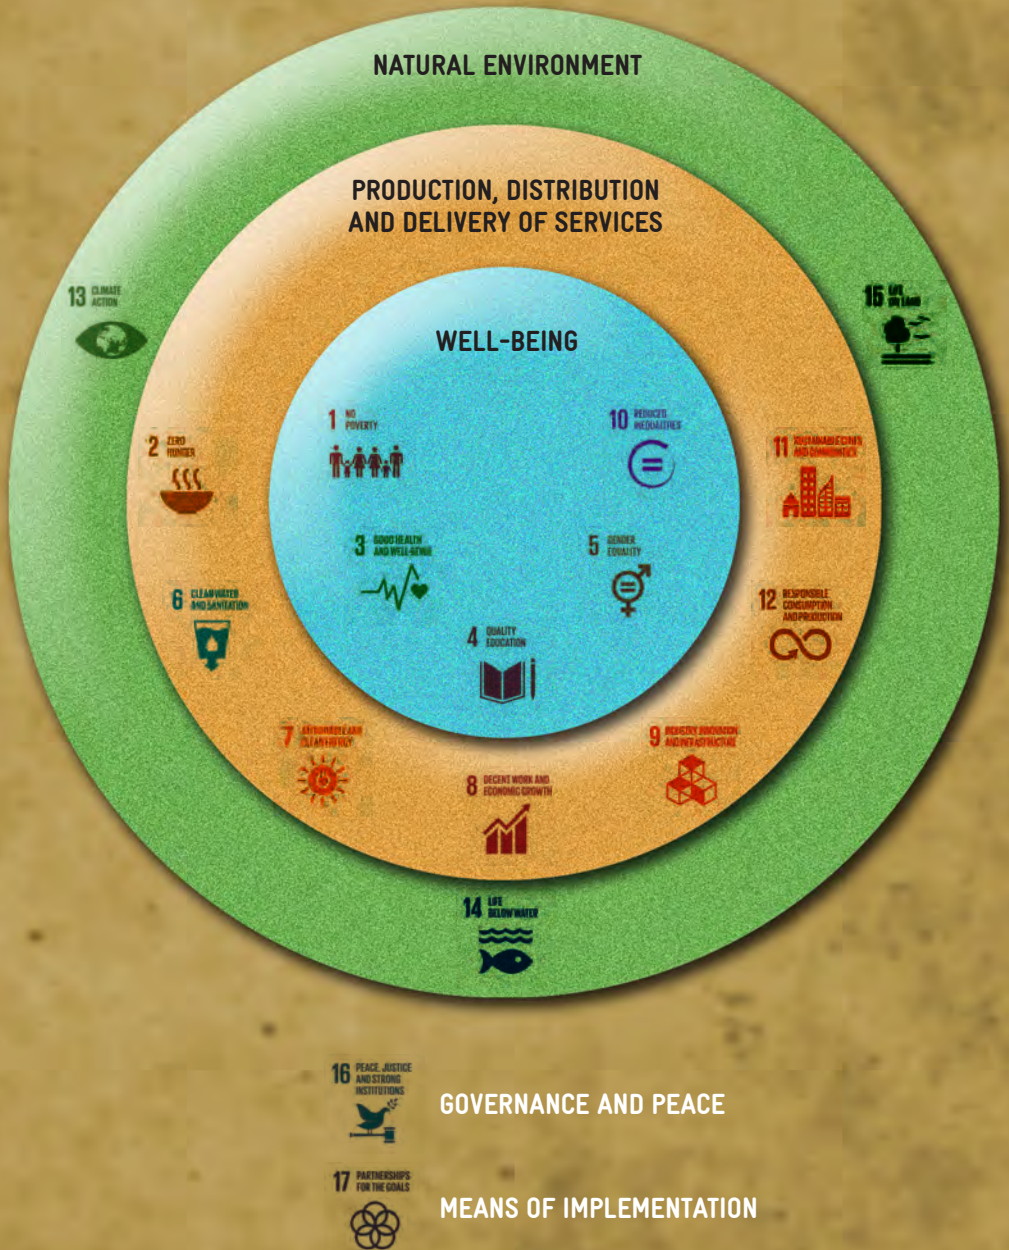 NATURAL ENVIRONMENT
PRODUCTION, DISTRIBUTION
AND DELIVERY OF SERVICES
WELL-BEING
13 CLIMATE
ACTION
15 LIFE
ON LAND
1 NO
POVERTY
10 REDUCED
INEQUALITIES
2 ZERO
HUNGER
11 SUSTAINABLE CITIES
AND COMMUNITIES
3 GOOD HEALTH
AND WELL-BEING
5 GENDER
EQUALITY
6 CLEAN WATER
AND SANITATION
12 RESPONSIBLE
CONSUMPTION
AND PRODUCTION
4 QUALITY
EDUCATION
7 AFFORDABLE AND
CLEAN ENERGY
9 INDUSTRY, INNOVATION
AND INFRASTRUCTURE
8 DECENT WORK AND
ECONOMIC GROWTH
14 LIFE
BELOW WATER
16 PEACE, JUSTICE
AND STRONG
INSTITUTIONS
GOVERNANCE AND PEACE
17 PARTNERSHIPS
FOR THE GOALS
MEANS OF IMPLEMENTATION